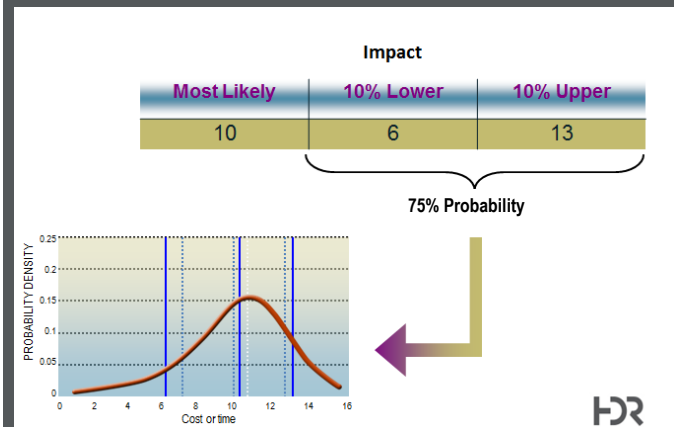 Impact
Most Likely 10% Lower 10% Upper
10 6 13
75% Probability
PROBABILITY DENSITY
0.25
0.2
0.15
0.1
0.05
0
0 2 4 6 8 10 12 14 16
Cost or time
HDR